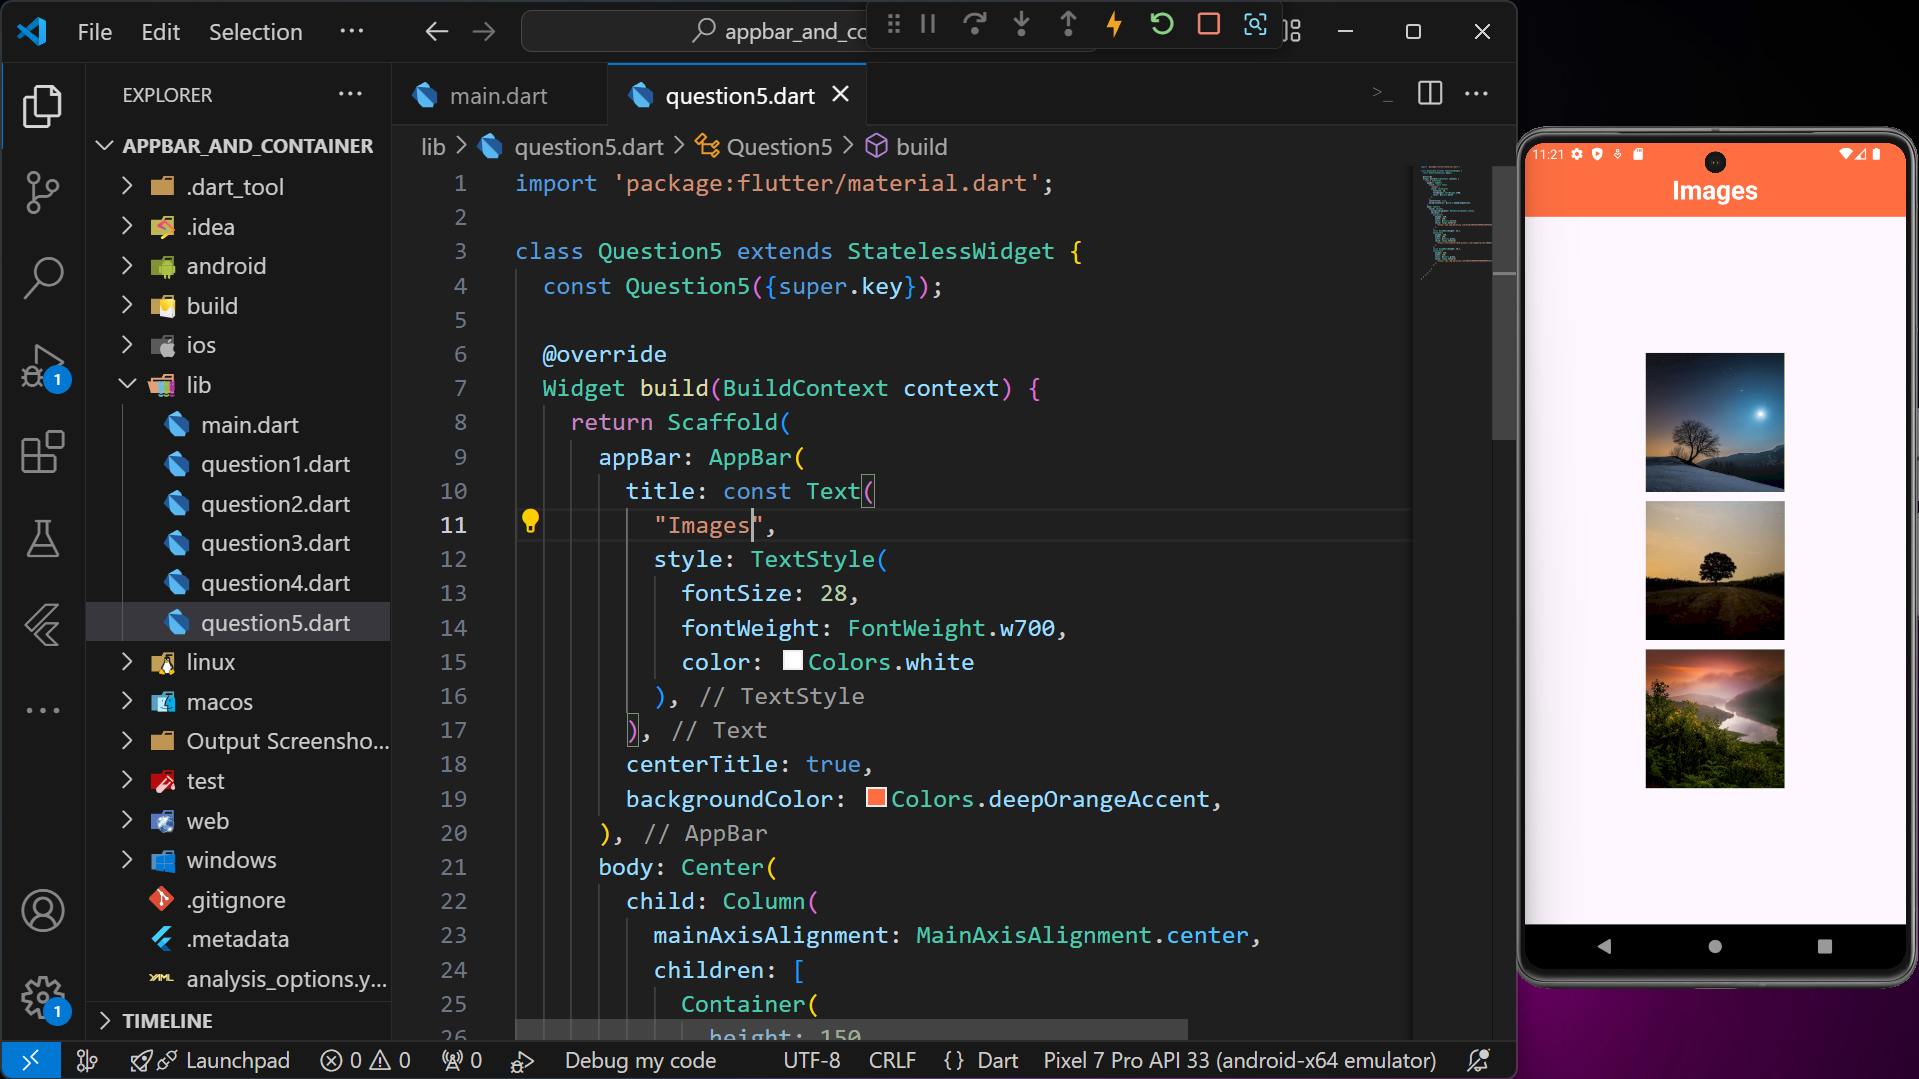 File Edit Selection ...
appbar_and_co
EXPLORER
APPBAR_AND_CONTAINER
.dart_tool
.idea
android
build
ios
lib
main.dart
question1.dart
question2.dart
question3.dart
question4.dart
question5.dart
linux
macos
Output Screensho...
test
web
windows
.gitignore
.metadata
analysis_options.y...
TIMELINE
1
1
main.dart
question5.dart
lib > question5.dart > Question5 > build
1 import 'package:flutter/material.dart';
2
3 class Question5 extends StatelessWidget {
4 const Question5({super.key});
5
6 @override
7 Widget build(BuildContext context) {
8 return Scaffold(
9 appBar: AppBar(
10 title: const Text(
11 "Images",
12 style: TextStyle(
13 fontSize: 28,
14 fontWeight: FontWeight.w700,
15 color: Colors.white
16 ), // TextStyle
17 ), // Text
18 centerTitle: true,
19 backgroundColor: Colors.deepOrangeAccent,
20 ), // AppBar
21 body: Center(
22 child: Column(
23 mainAxisAlignment: MainAxisAlignment.center,
24 children: [
25 Container(
26 height: 150
Launchpad 0 0 0 Debug my code UTF-8 CRLF {} Dart Pixel 7 Pro API 33 (android-x64 emulator)
11:21
Images